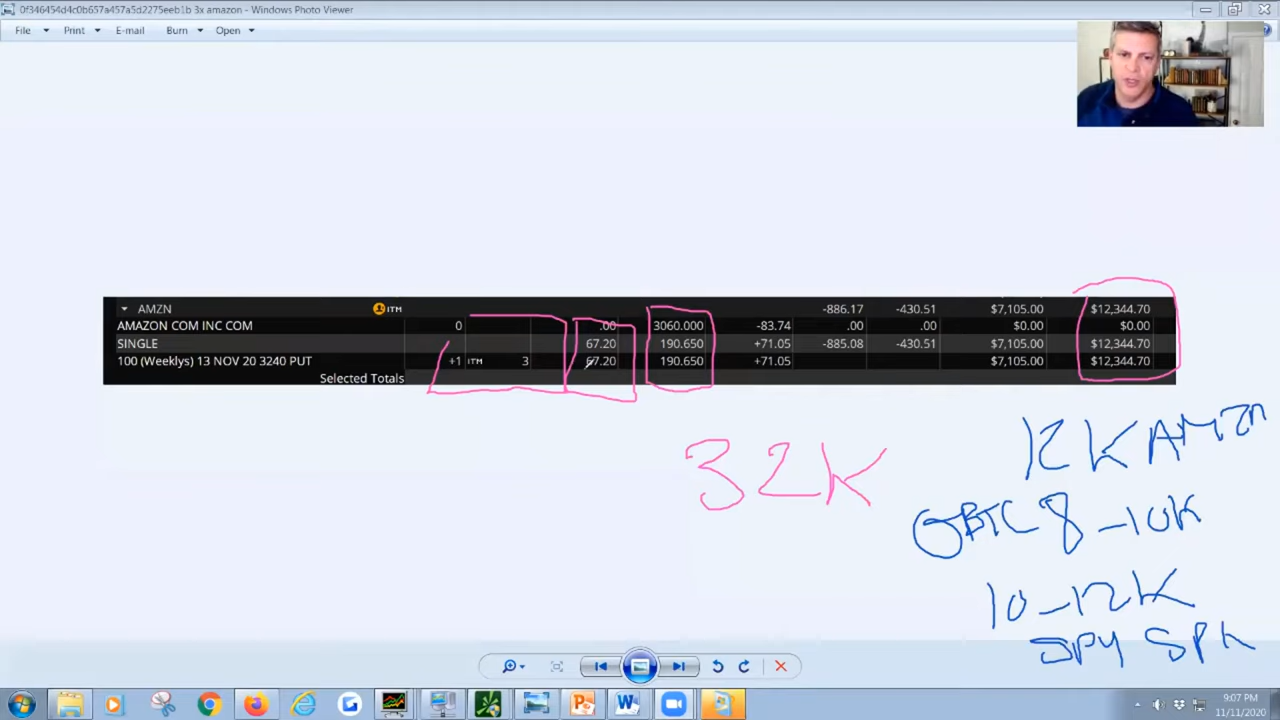 0f346454d4c0b657a457a5d2275eeb1b 3x amazon - Windows Photo Viewer
File Print E-mail Burn Open
AMZN ITM -886.17 -430.51 $7,105.00 $12,344.70
AMAZON COM INC COM 0 .00 3060.000 -83.74 .00 .00 $0.00 $0.00
SINGLE 67.20 190.650 +71.05 -885.08 -430.51 $7,105.00 $12,344.70
100 (Weeklys) 13 NOV 20 3240 PUT +1 ITM 3 67.20 190.650 +71.05 $7,105.00 $12,344.70
Selected Totals
32K
12K AMZn
GBTC 8-10K
10-12K
SPY SPX
9:07 PM
11/11/2020